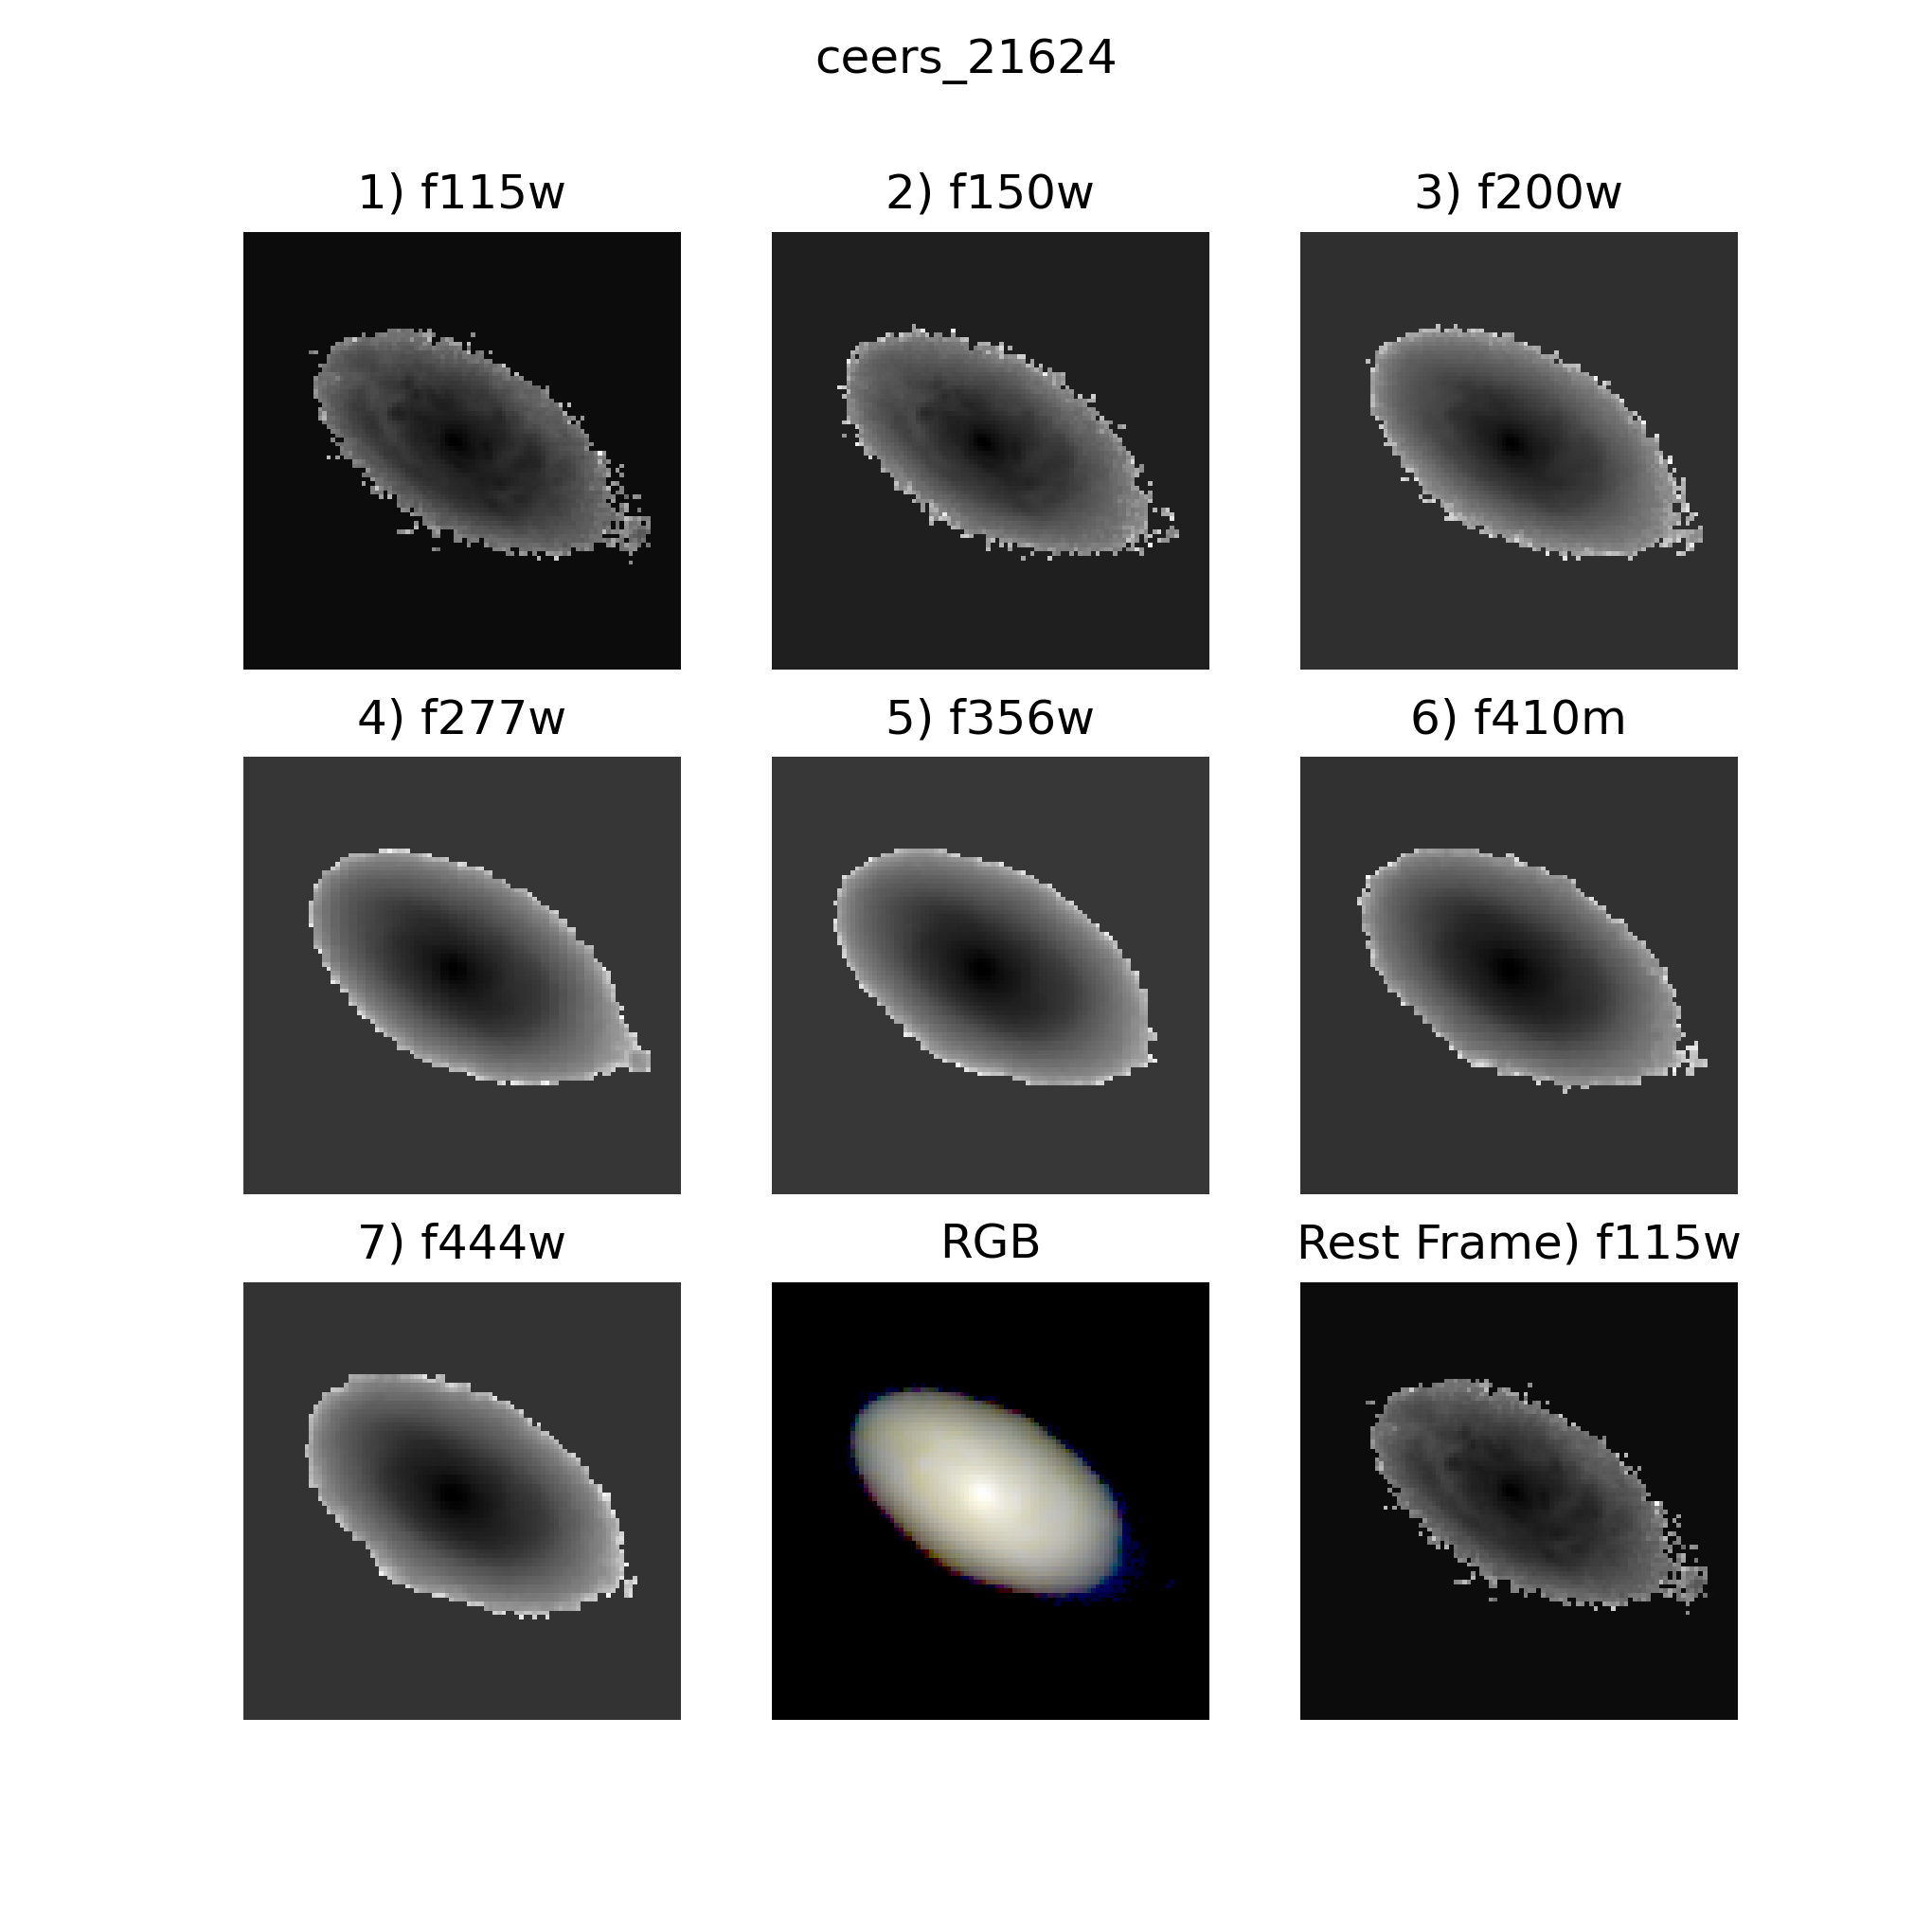 ceers_21624
1) f115w
2) f150w
3) f200w
4) f277w
5) f356w
6) f410m
7) f444w
RGB
Rest Frame) f115w